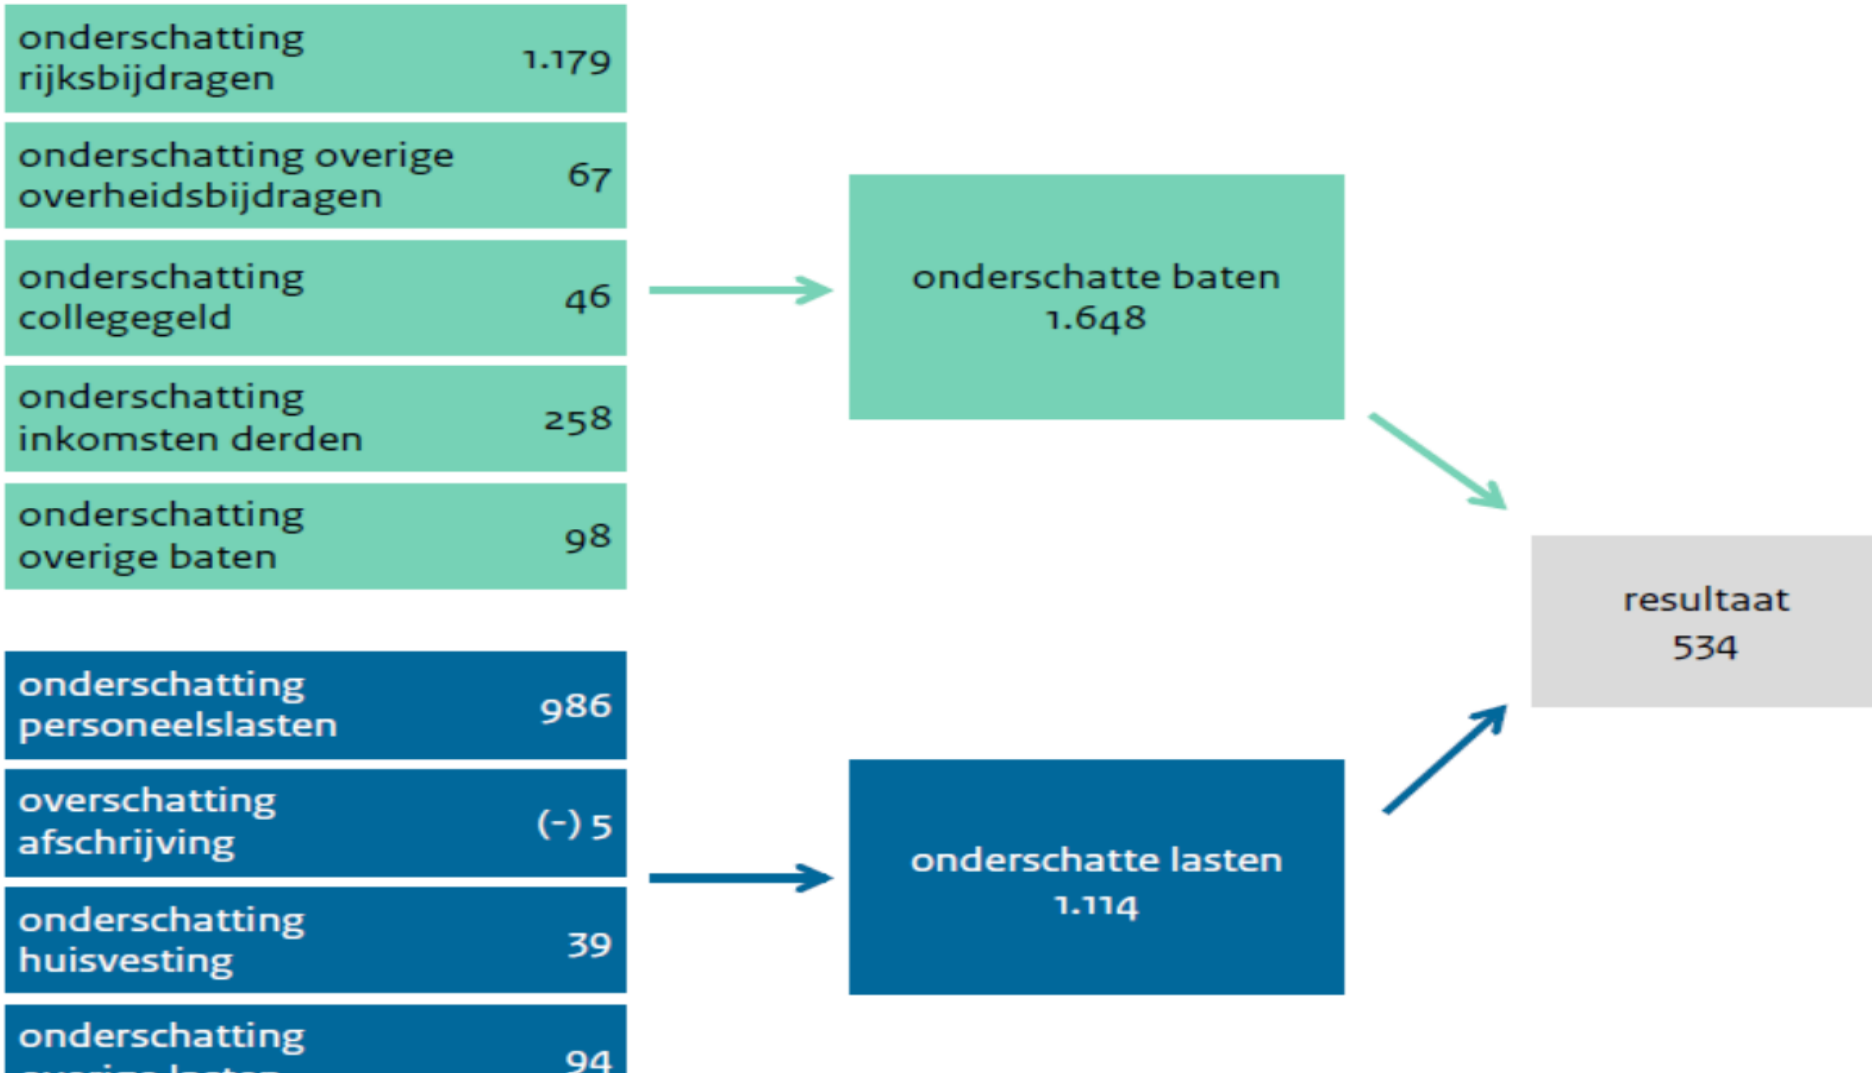 onderschatting
rijksbijdragen
1.179
onderschatting overige
overheidsbijdragen
67
onderschatting
collegegeld
46
onderschatting
inkomsten derden
258
onderschatting
overige baten
98
onderschatte baten
1.648
resultaat
534
onderschatting
personeelslasten
986
overschatting
afschrijving
(-) 5
onderschatting
huisvesting
39
onderschatting
overige lasten
94
onderschatte lasten
1.114